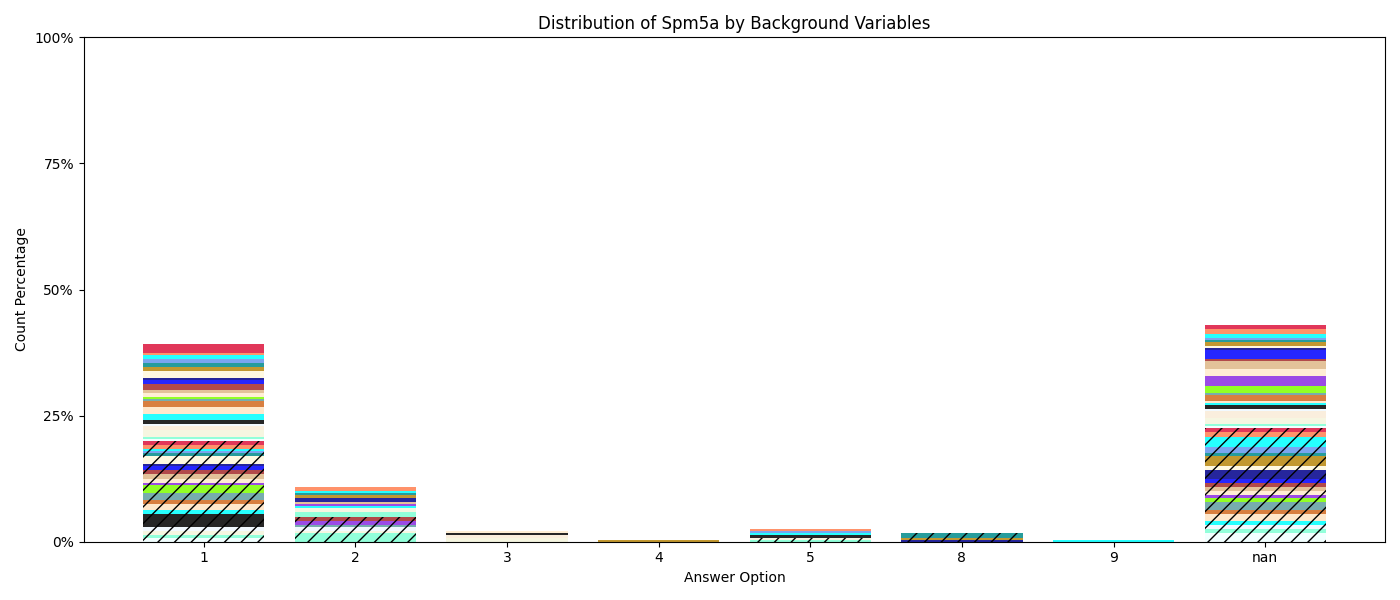 Distribution of Spm5a by Background Variables
100%
75%
50%
25%
0%
Count Percentage
1 2 3 4 5 8 9 nan
Answer Option